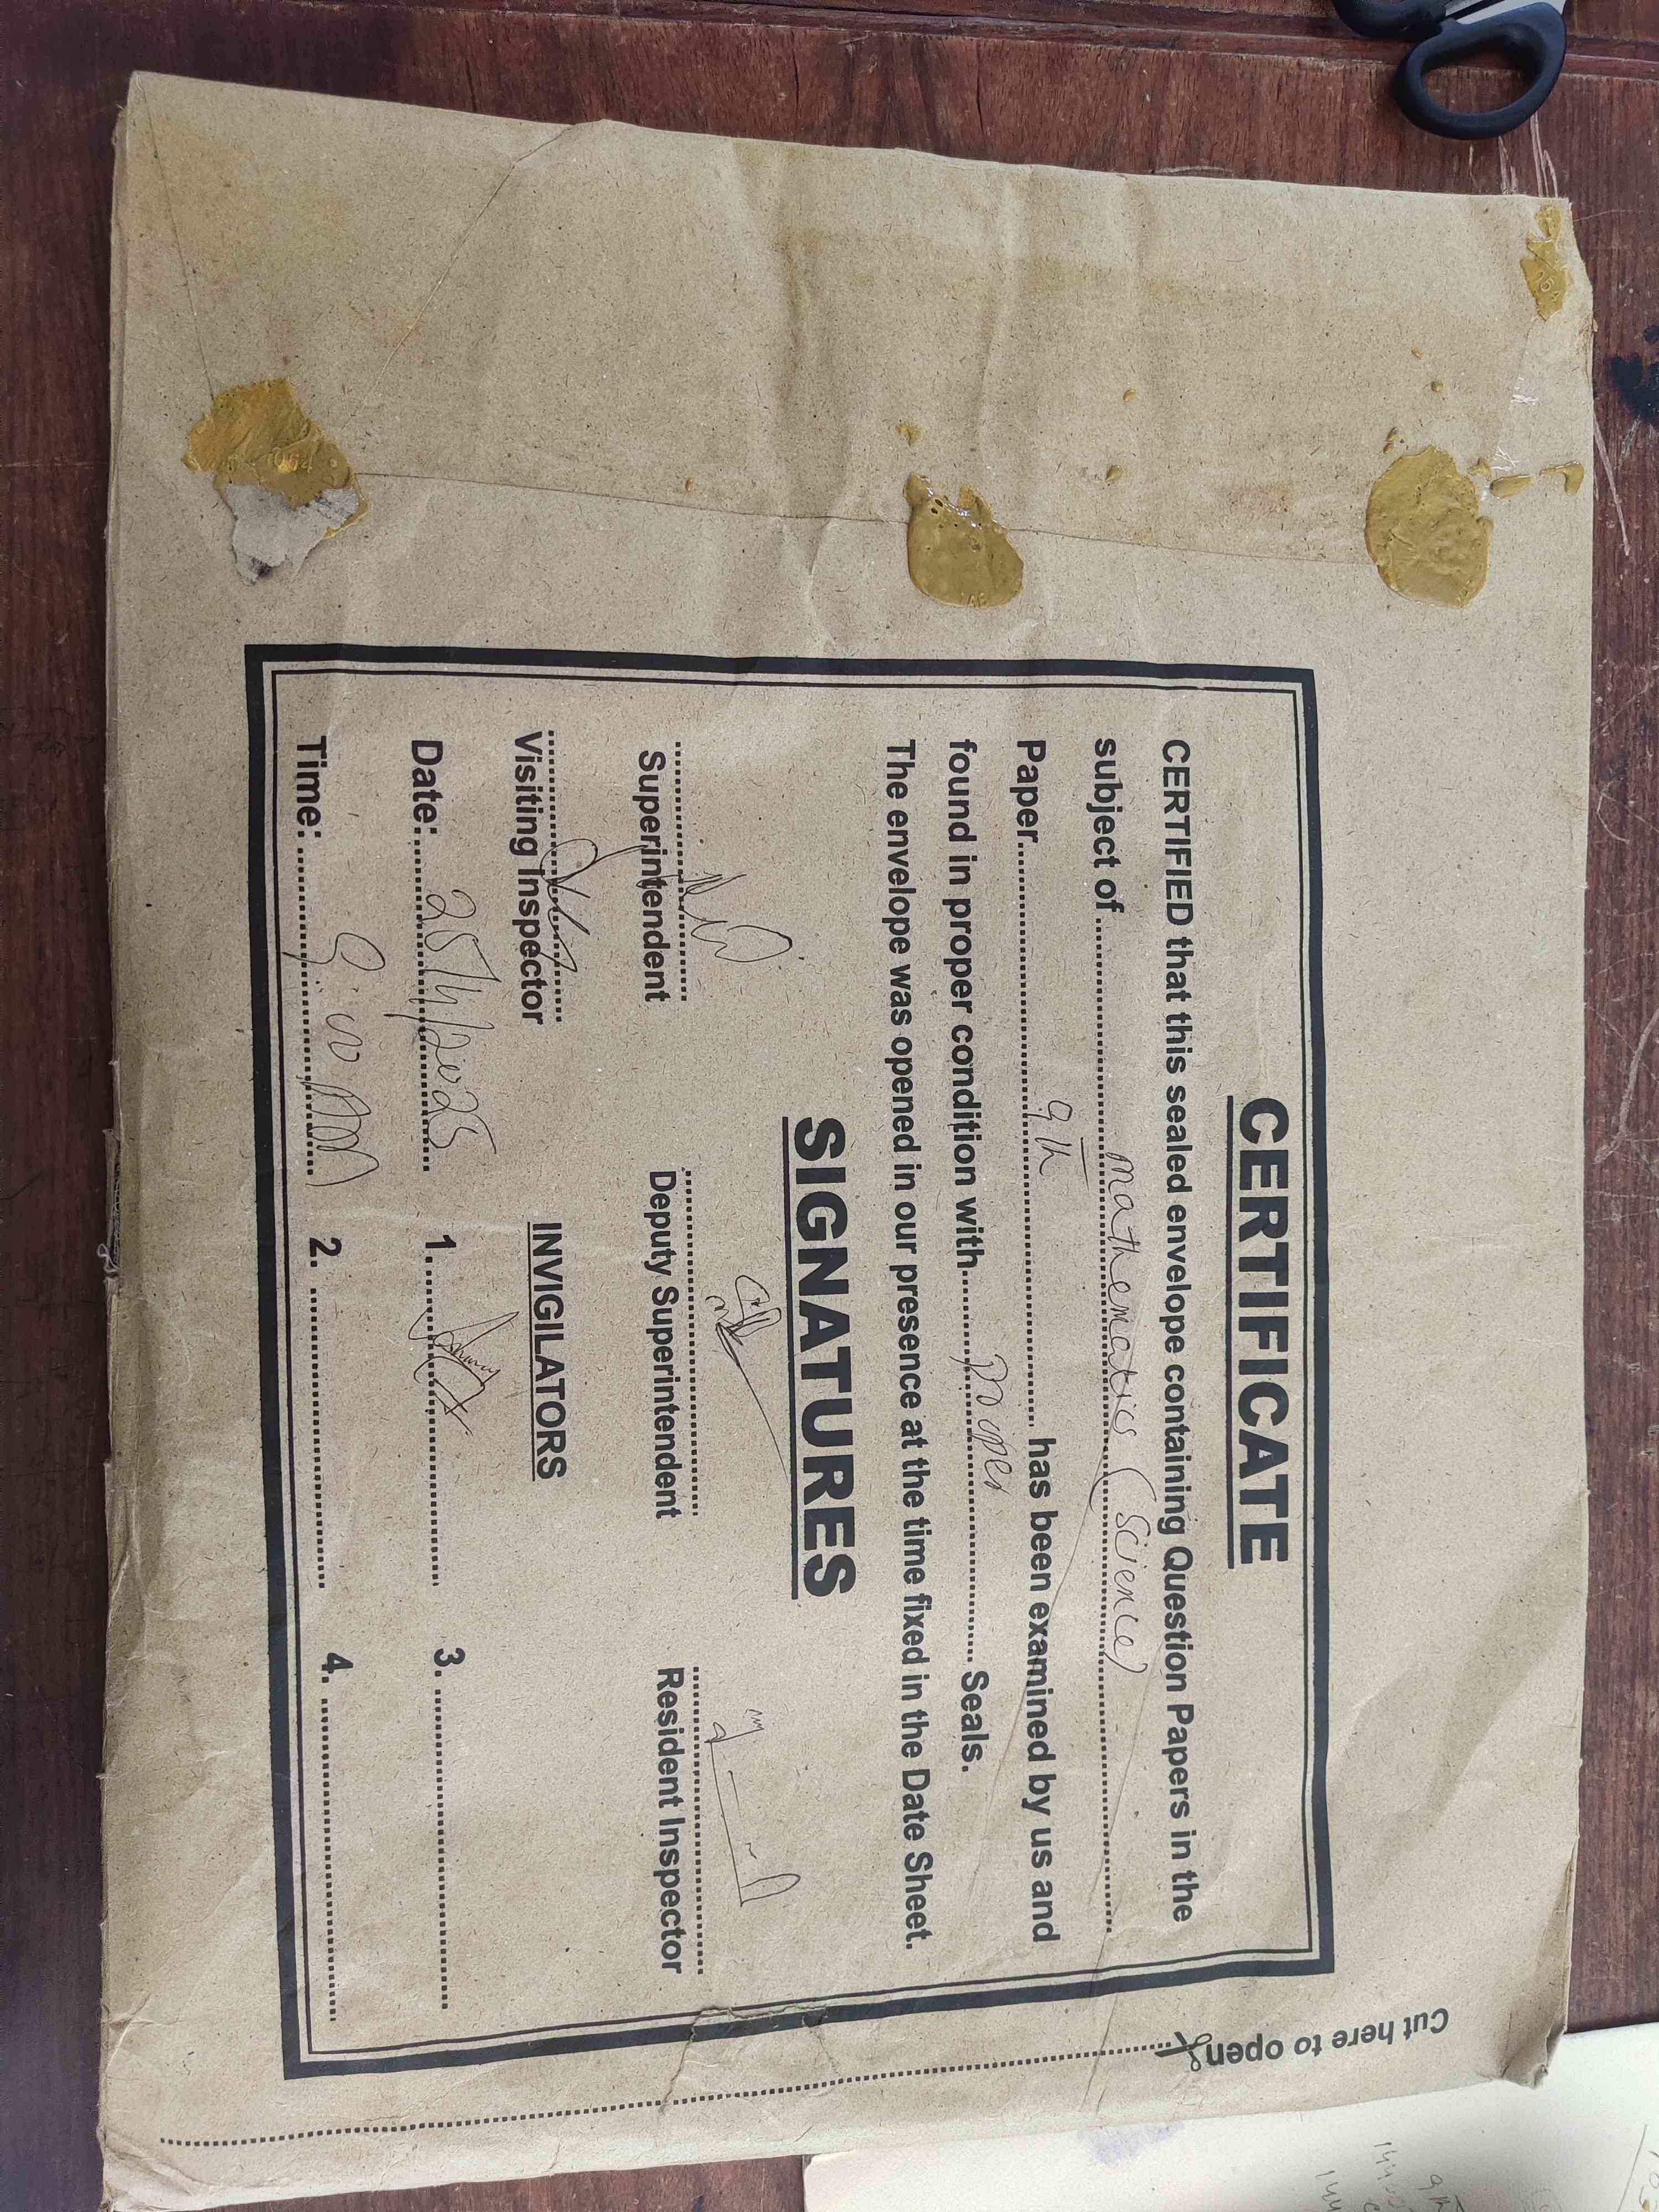 CERTIFICATE
CERTIFIED that this sealed envelope containing Question Papers in the
subject of .......... mathematics (science) ..........
Paper .......... 9th .......... has been examined by us and
found in proper condition with .......... proper .......... Seals.
The envelope was opened in our presence at the time fixed in the Date Sheet.
SIGNATURES
Superintendent Deputy Superintendent Resident Inspector
Visiting Inspector INVIGILATORS
Date: 25/4/2025 1. .......... 3. ..........
Time: .......... 2. .......... 4. ..........
Cut here to open